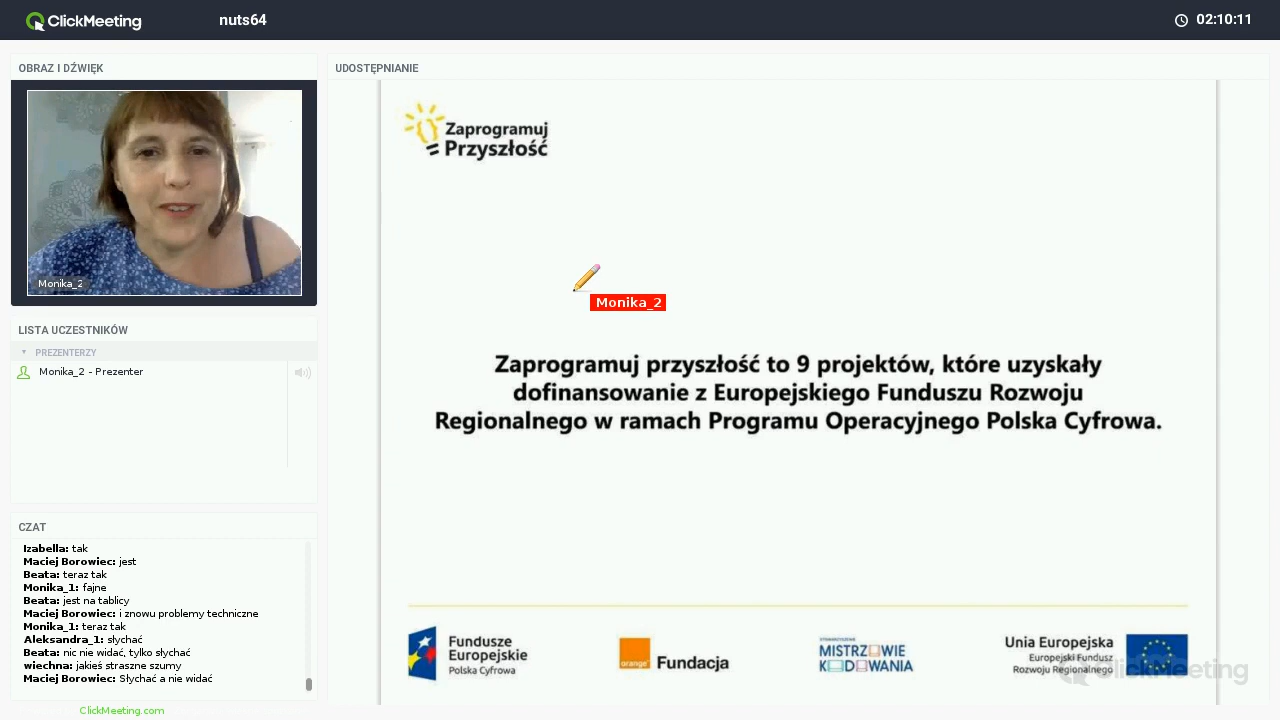 ClickMeeting
nuts64
02:10:11
OBRAZ I DŹWIĘK
Monika_2
LISTA UCZESTNIKÓW
PREZENTERZY
Monika_2 - Prezenter
CZAT
Izabella: tak
Maciej Borowiec: jest
Beata: teraz tak
Monika_1: fajne
Beata: jest na tablicy
Maciej Borowiec: i znowu problemy techniczne
Monika_1: teraz tak
Aleksandra_1: słychać
Beata: nic nie widać, tylko słychać
wiechna: jakieś straszne szumy
Maciej Borowiec: Słychać a nie widać
ClickMeeting.com
UDOSTĘPNIANIE
Zaprogramuj
Przyszłość
Monika_2
Zaprogramuj przyszłość to 9 projektów, które uzyskały
dofinansowanie z Europejskiego Funduszu Rozwoju
Regionalnego w ramach Programu Operacyjnego Polska Cyfrowa.
Fundusze
Europejskie
Polska Cyfrowa
orange
Fundacja
STOWARZYSZENIE
MISTRZOWIE
KODOWANIA
Unia Europejska
Europejski Fundusz
Rozwoju Regionalnego
ClickMeeting